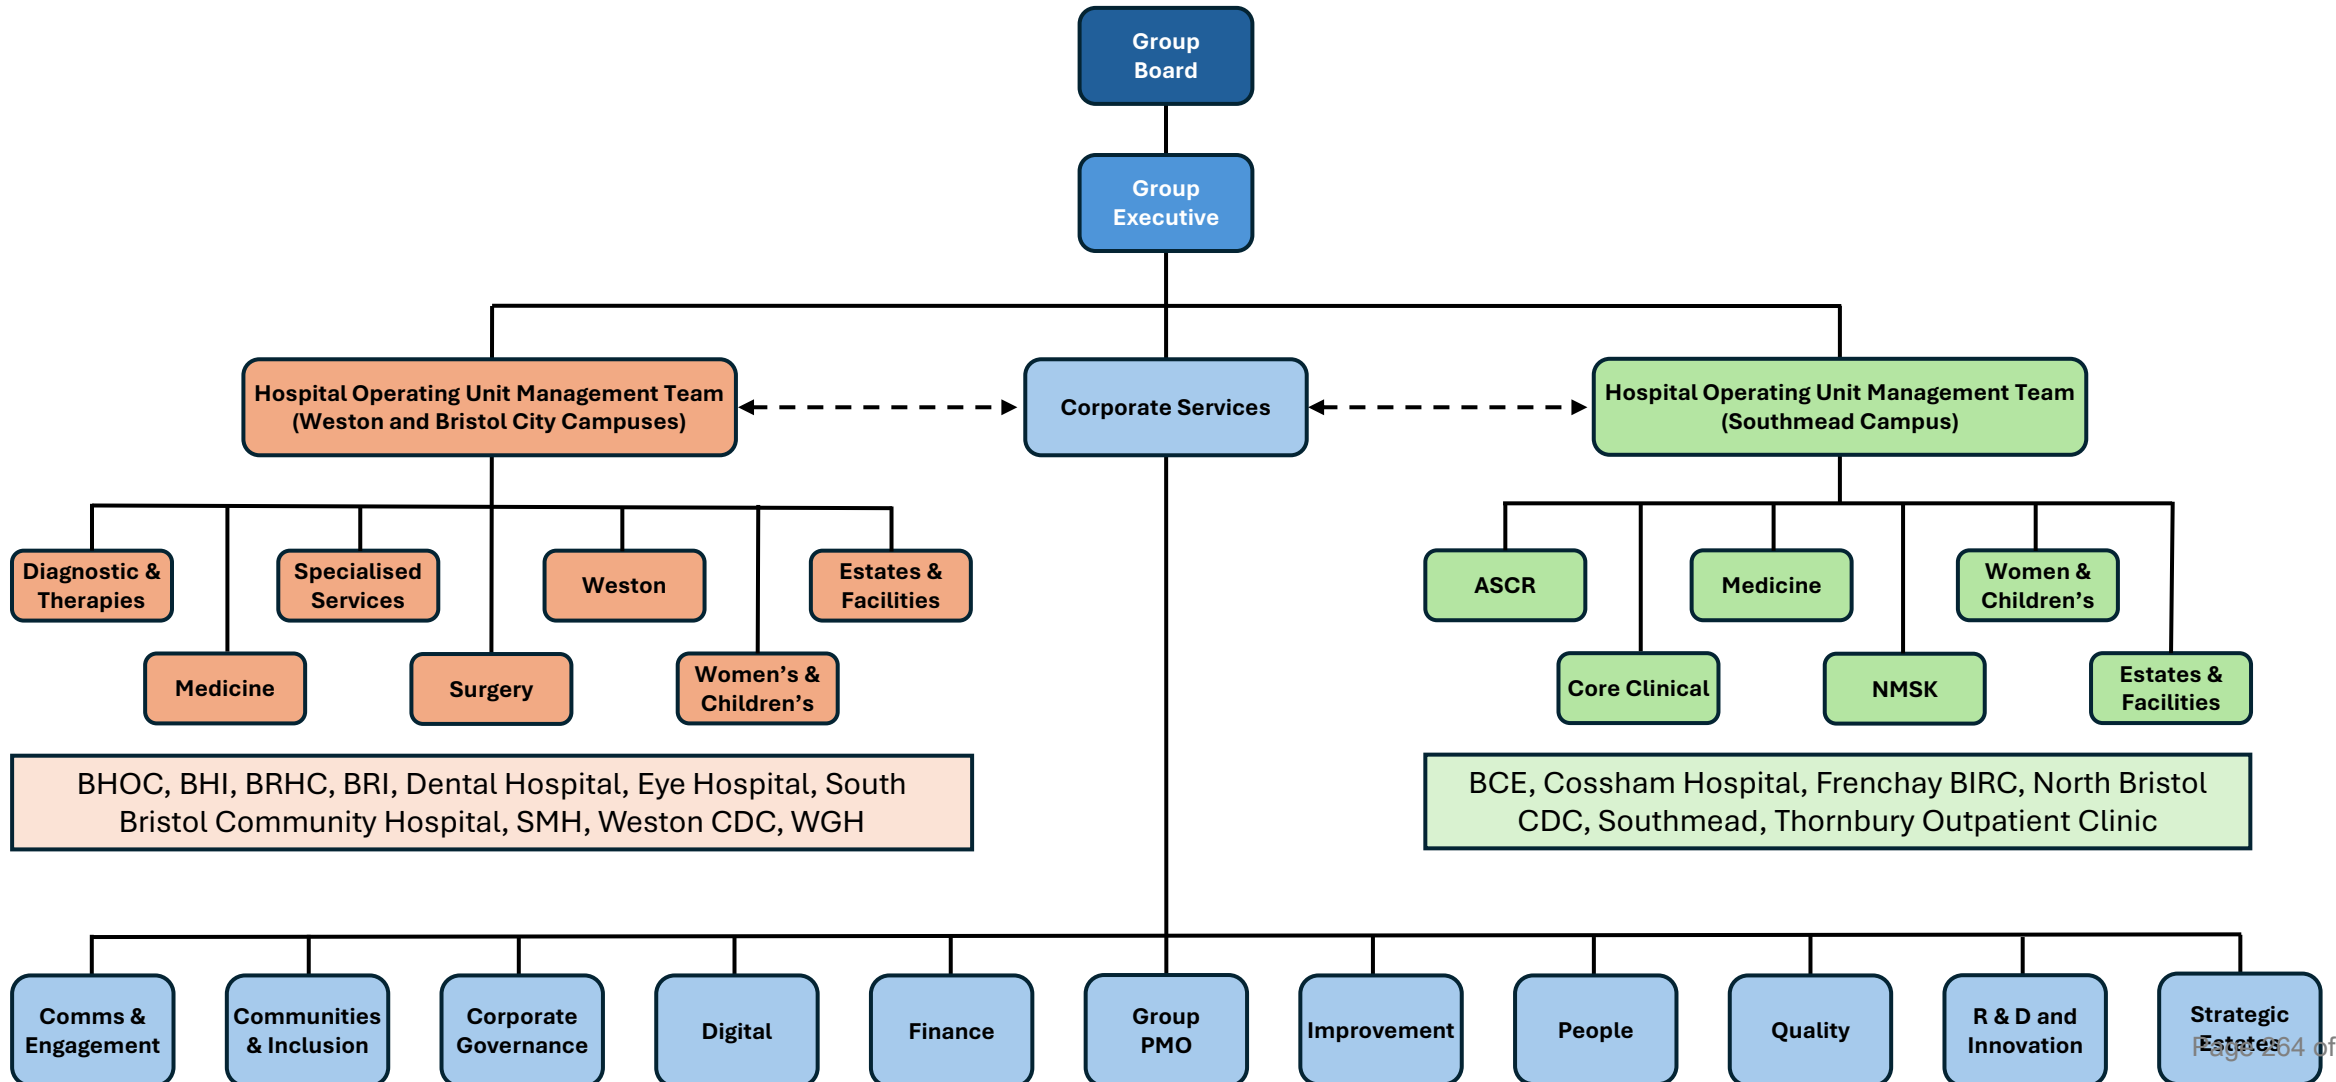 Group
Board
Group
Executive
Hospital Operating Unit Management Team
(Weston and Bristol City Campuses)
Corporate Services
Hospital Operating Unit Management Team
(Southmead Campus)
Diagnostic &
Therapies
Specialised
Services
Weston
Estates &
Facilities
Medicine
Surgery
Women's &
Children's
ASCR
Medicine
Women &
Children's
Core Clinical
NMSK
Estates &
Facilities
BHOC, BHI, BRHC, BRI, Dental Hospital, Eye Hospital, South
Bristol Community Hospital, SMH, Weston CDC, WGH
BCE, Cossham Hospital, Frenchay BIRC, North Bristol
CDC, Southmead, Thornbury Outpatient Clinic
Comms &
Engagement
Communities
& Inclusion
Corporate
Governance
Digital
Finance
Group
PMO
Improvement
People
Quality
R & D and
Innovation
Strategic
Estates
Page 264 of